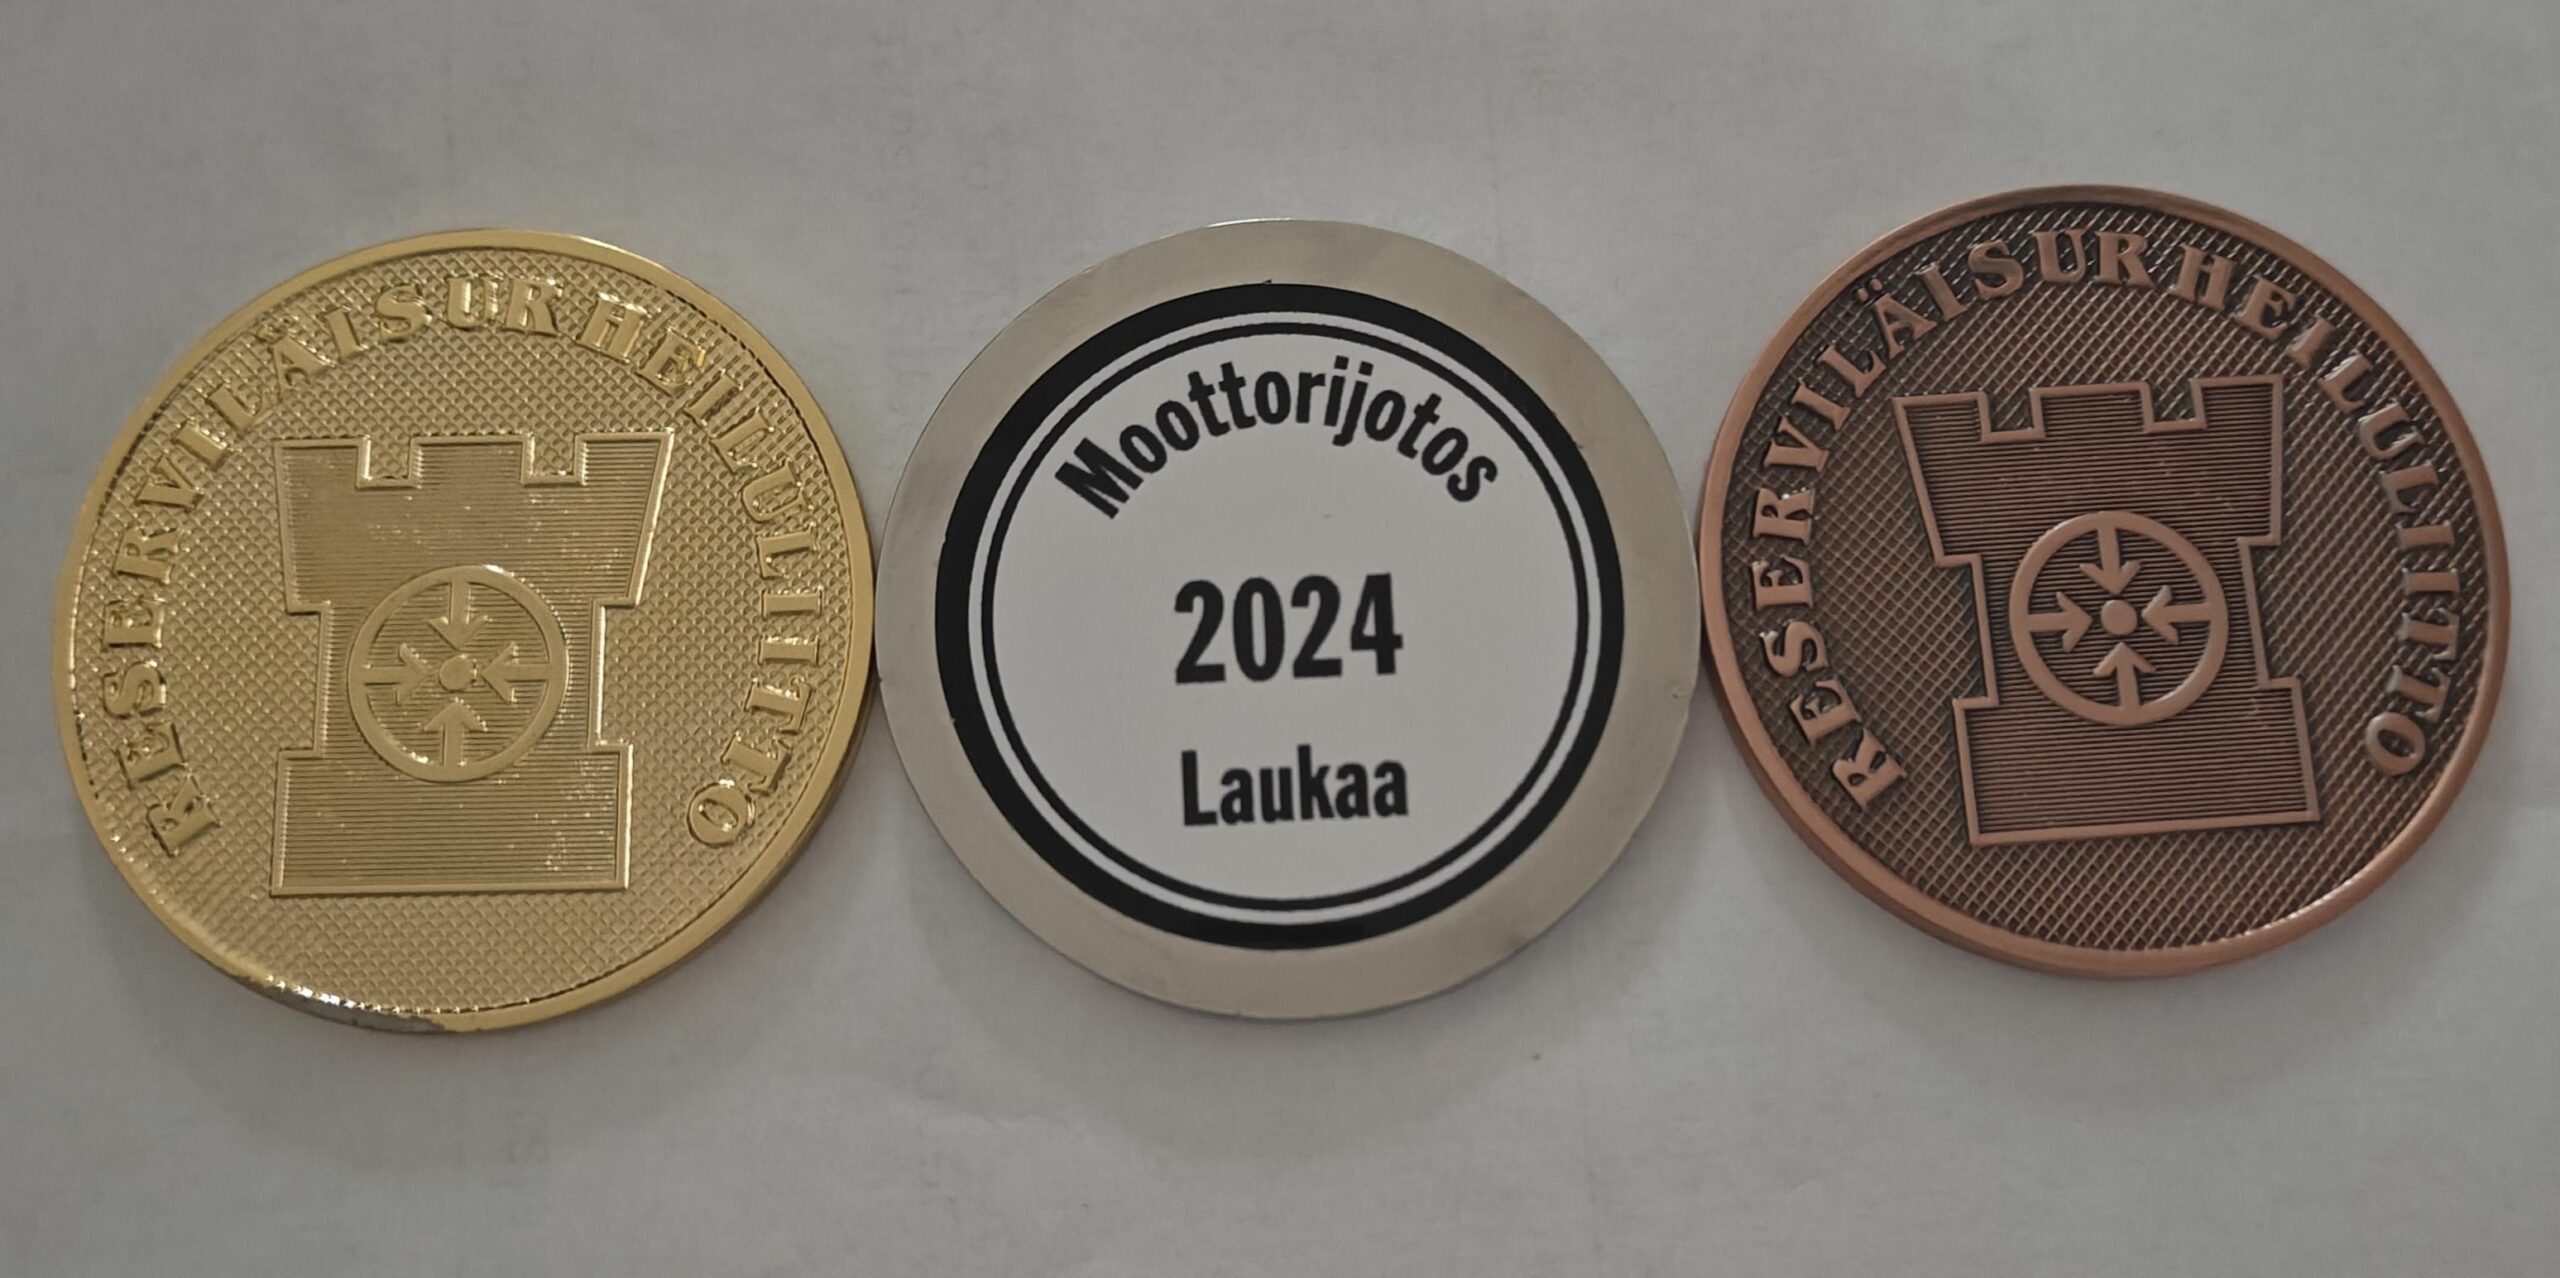 RESERVILÄISURHEILULIITTO
Moottorijotos
2024
Laukaa
RESERVILÄISURHEILULIITTO